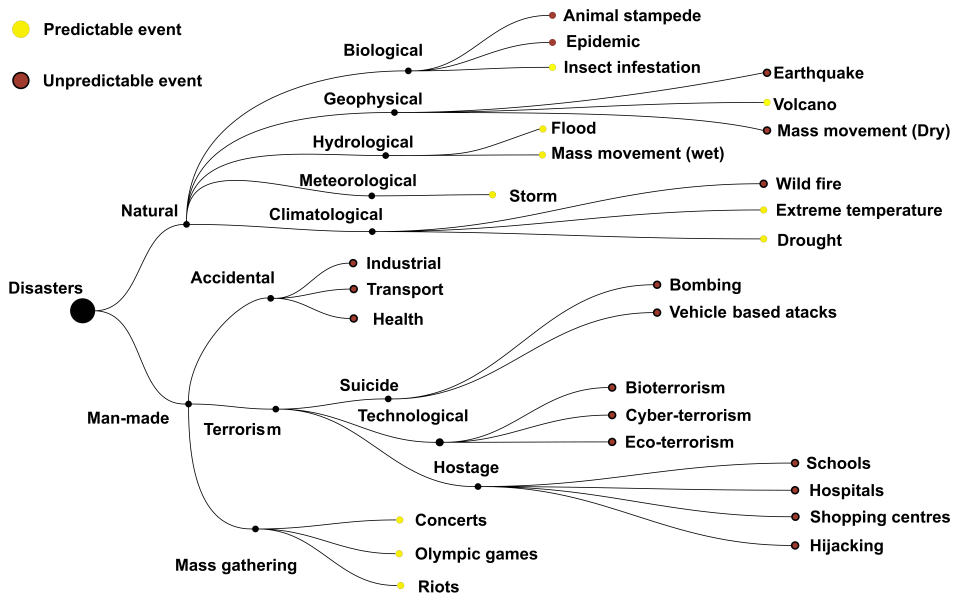 Predictable event
Unpredictable event
Disasters
Natural
Biological
Animal stampede
Epidemic
Insect infestation
Geophysical
Earthquake
Volcano
Mass movement (Dry)
Hydrological
Flood
Mass movement (wet)
Meteorological
Storm
Climatological
Wild fire
Extreme temperature
Drought
Man-made
Accidental
Industrial
Transport
Health
Terrorism
Suicide
Bombing
Vehicle based atacks
Technological
Bioterrorism
Cyber-terrorism
Eco-terrorism
Hostage
Schools
Hospitals
Shopping centres
Hijacking
Mass gathering
Concerts
Olympic games
Riots